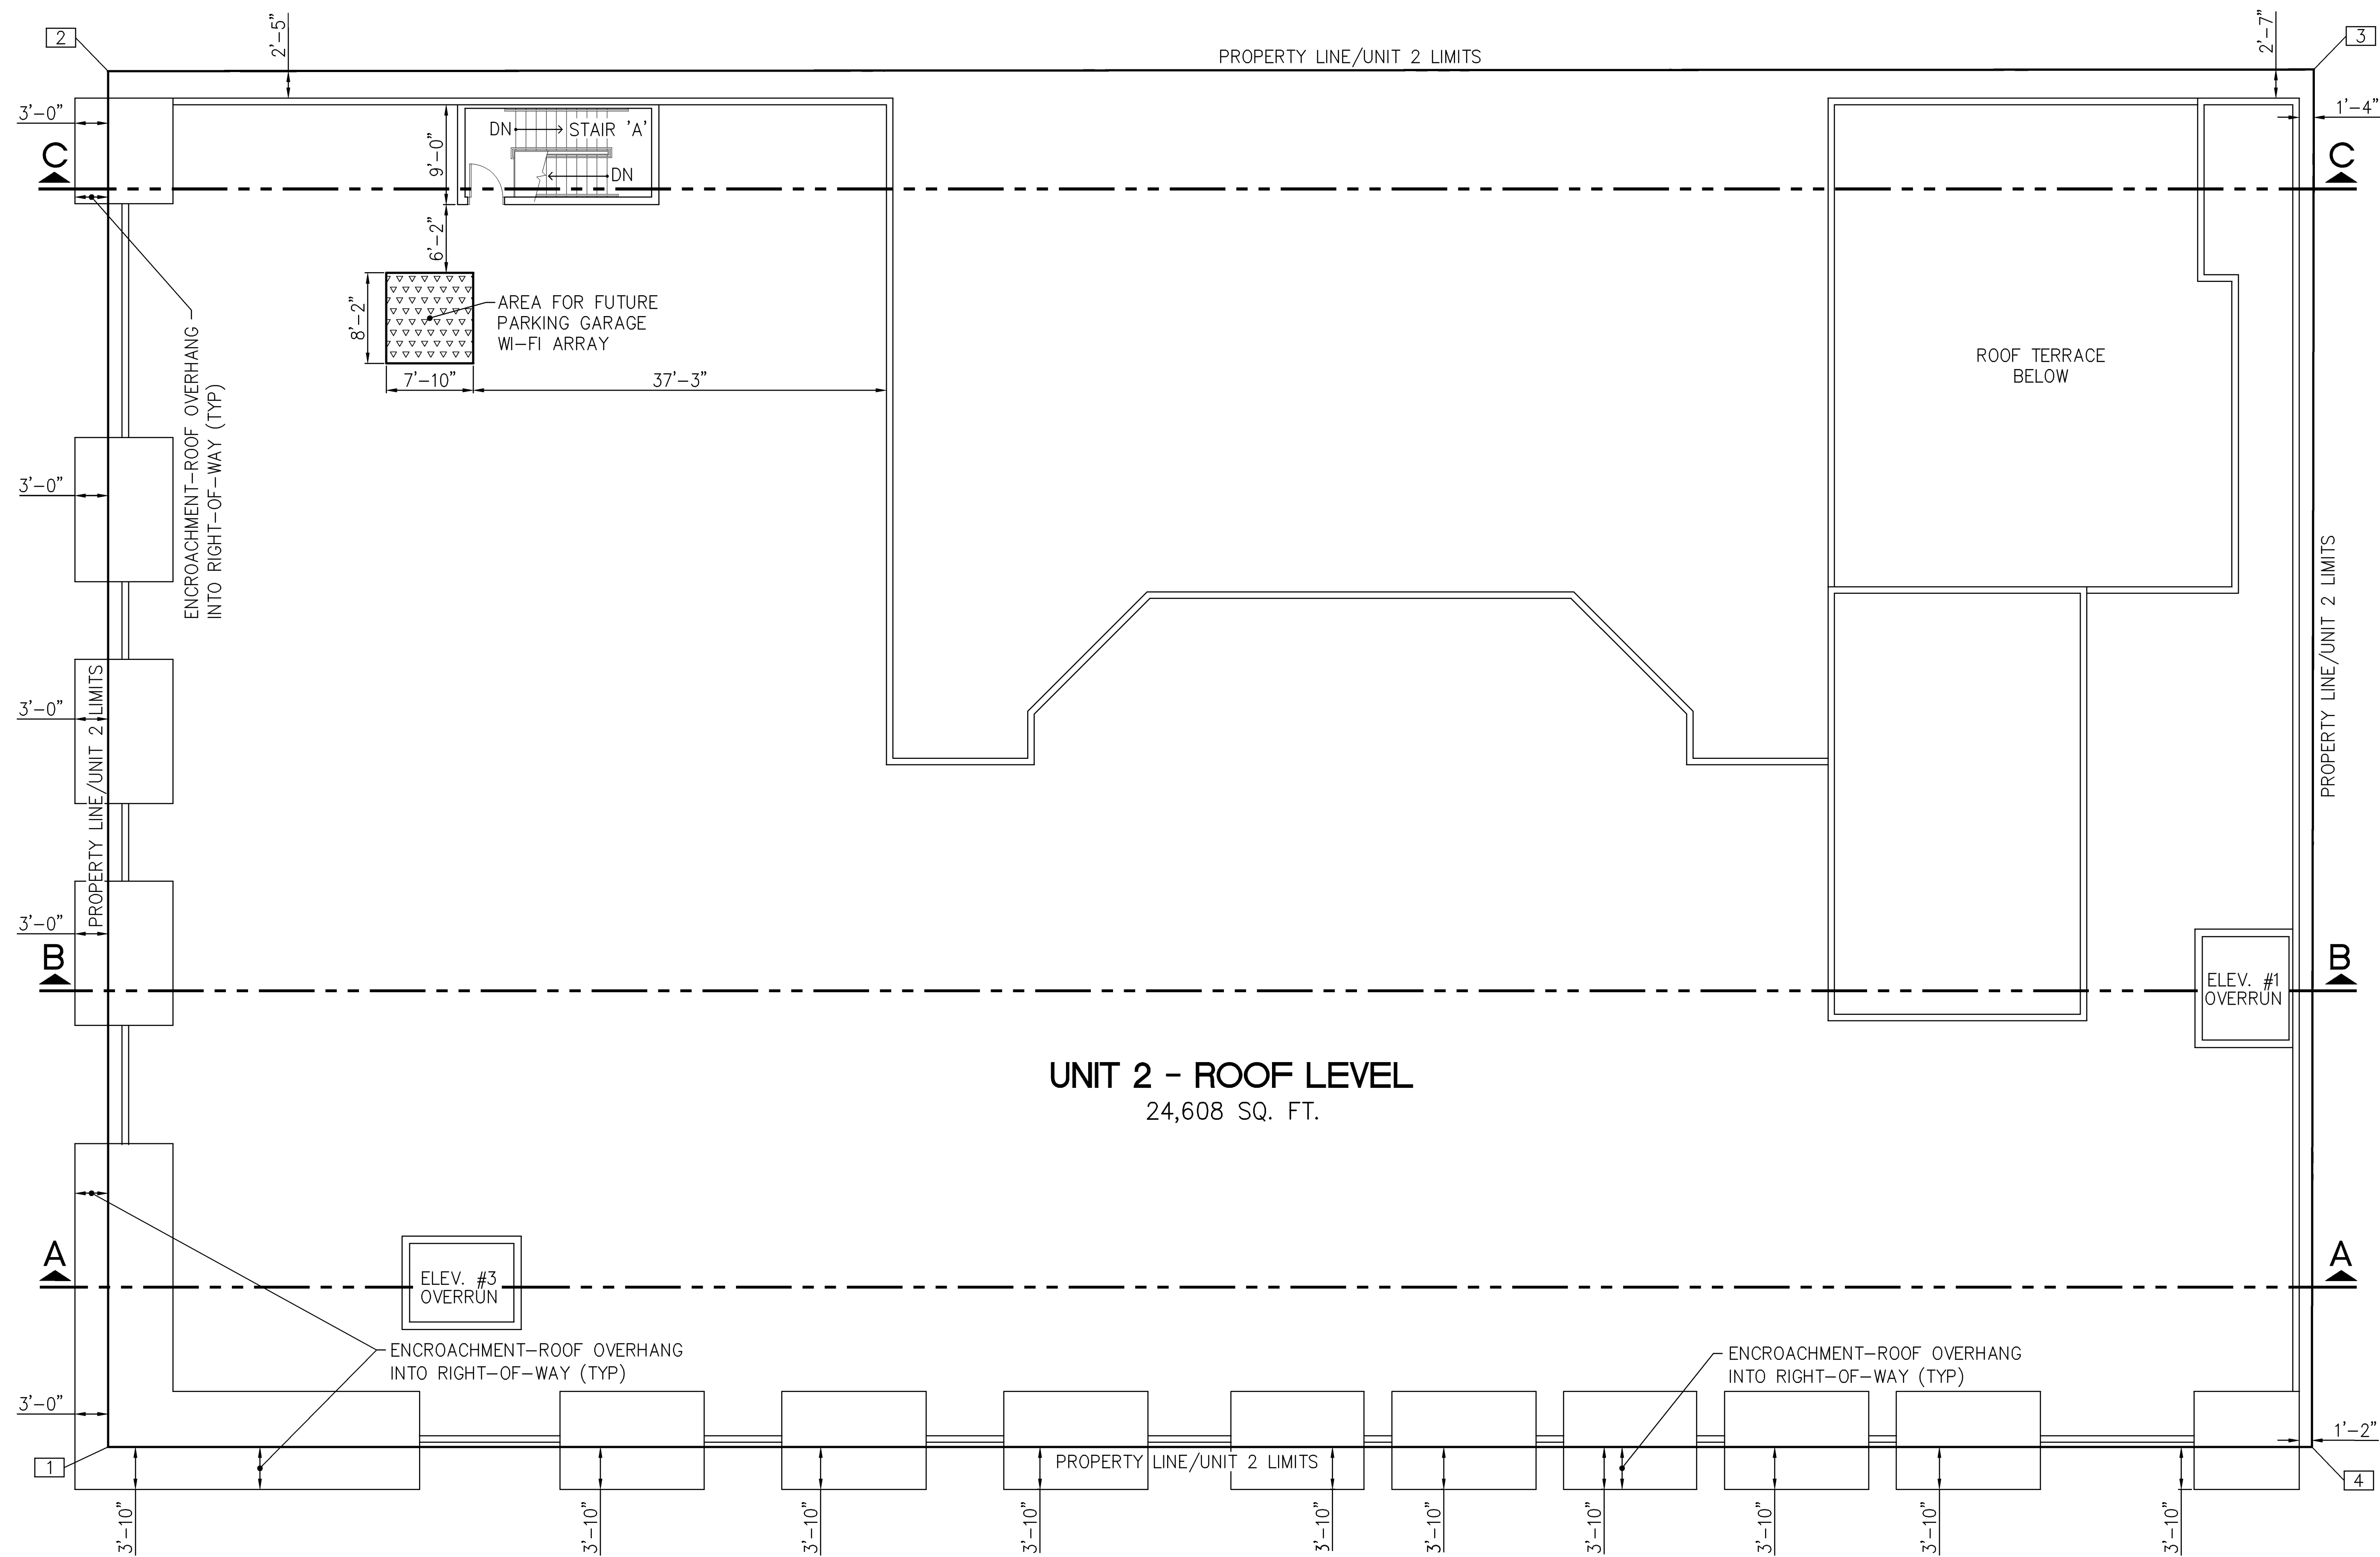 2
2'-5"
PROPERTY LINE/UNIT 2 LIMITS
2'-7"
3
3'-0"
1'-4"
DN
STAIR 'A'
C
9'-0"
DN
C
6'-2"
8'-2"
AREA FOR FUTURE
PARKING GARAGE
WI-FI ARRAY
7'-10"
37'-3"
ENCROACHMENT-ROOF OVERHANG
INTO RIGHT-OF-WAY (TYP)
ROOF TERRACE
BELOW
3'-0"
PROPERTY LINE/UNIT 2 LIMITS
3'-0"
PROPERTY LINE/UNIT 2 LIMITS
3'-0"
B
B
ELEV. #1
OVERRUN
UNIT 2 - ROOF LEVEL
24,608 SQ. FT.
A
A
ELEV. #3
OVERRUN
ENCROACHMENT-ROOF OVERHANG
INTO RIGHT-OF-WAY (TYP)
ENCROACHMENT-ROOF OVERHANG
INTO RIGHT-OF-WAY (TYP)
3'-0"
1'-2"
1
PROPERTY LINE/UNIT 2 LIMITS
4
3'-10"
3'-10"
3'-10"
3'-10"
3'-10"
3'-10"
3'-10"
3'-10"
3'-10"
3'-10"